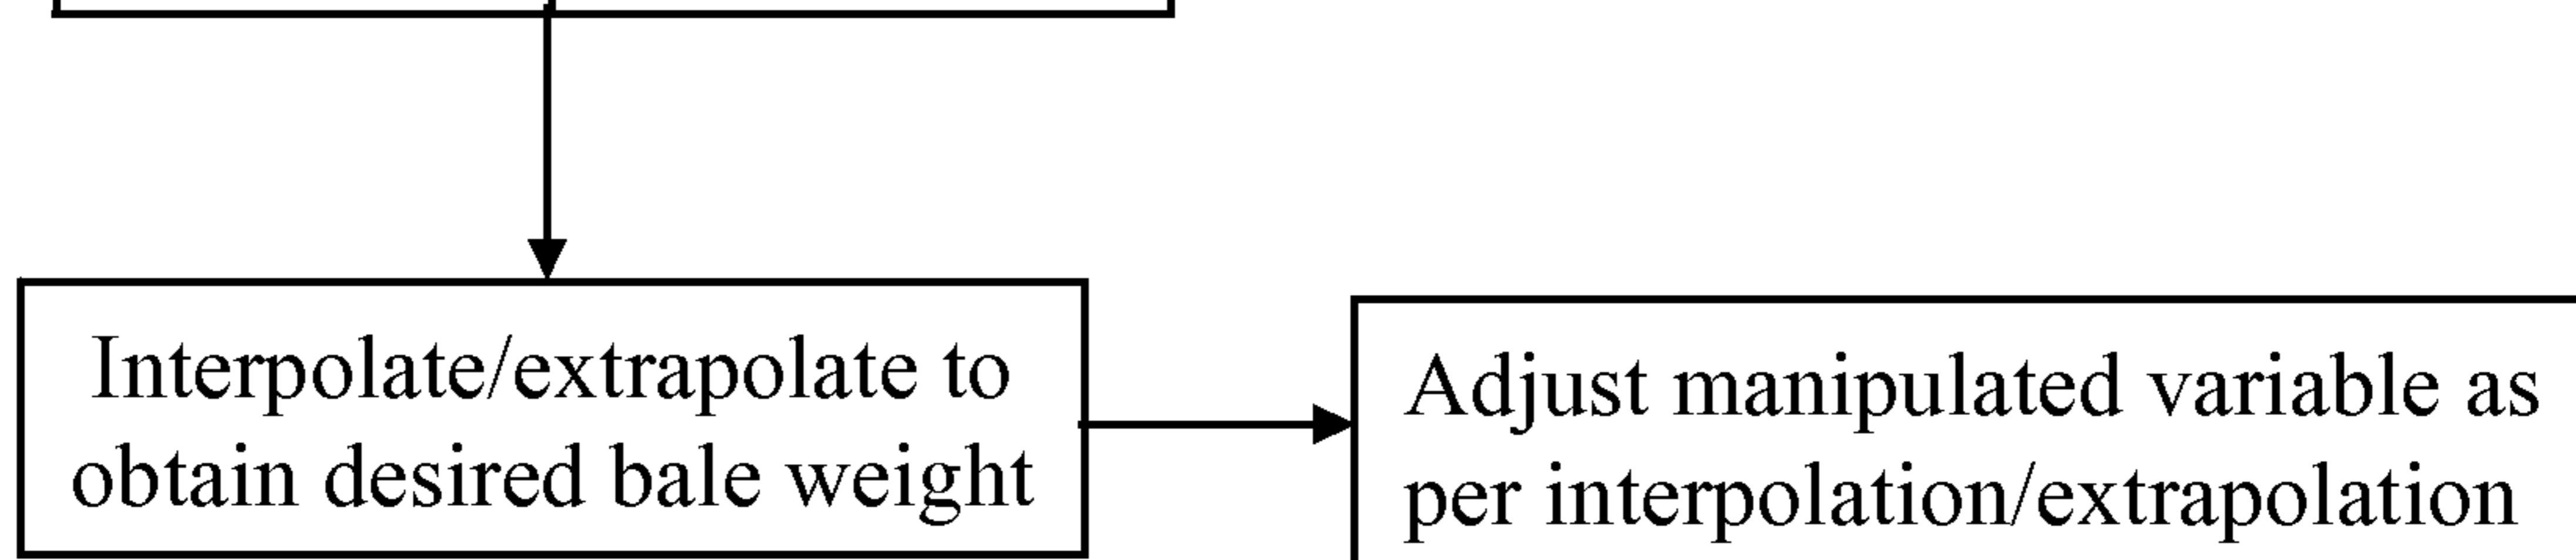 Interpolate/extrapolate to
obtain desired bale weight
Adjust manipulated variable as
per interpolation/extrapolation